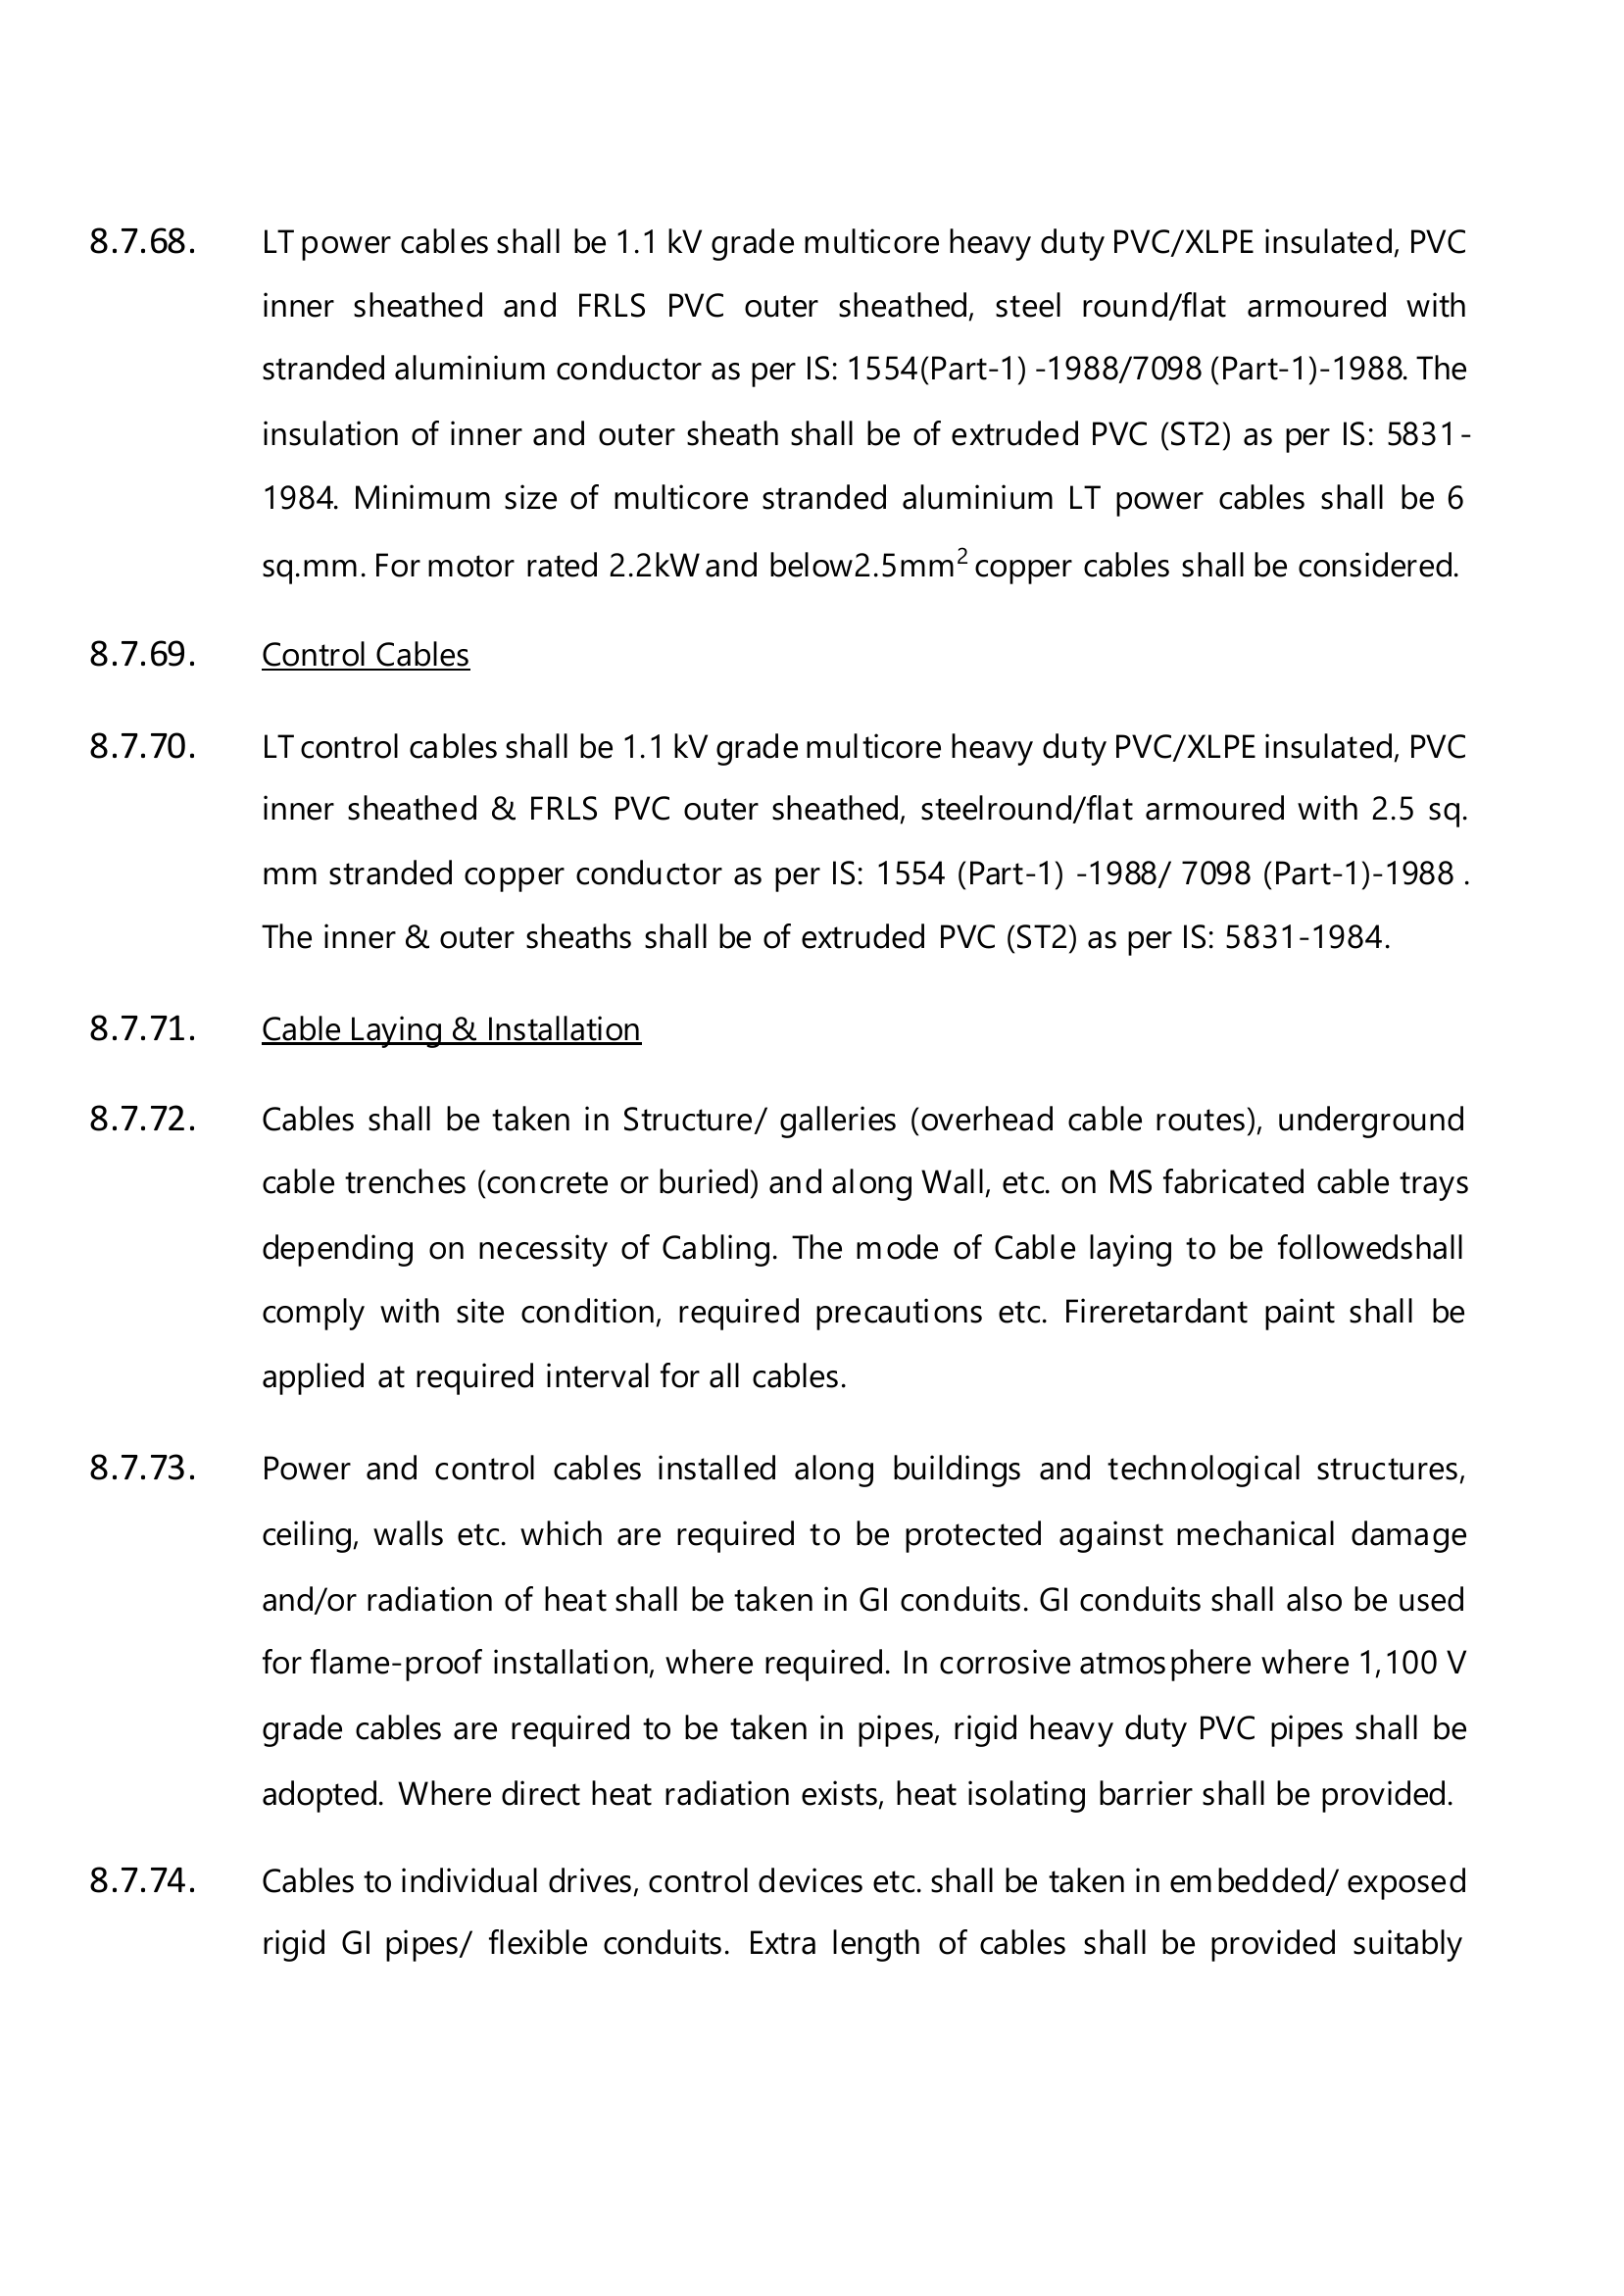 8.7.68. LT power cables shall be 1.1 kV grade multicore heavy duty PVC/XLPE insulated, PVC
inner sheathed and FRLS PVC outer sheathed, steel round/flat armoured with
stranded aluminium conductor as per IS: 1554(Part-1) -1988/7098 (Part-1)-1988. The
insulation of inner and outer sheath shall be of extruded PVC (ST2) as per IS: 5831-
1984. Minimum size of multicore stranded aluminium LT power cables shall be 6
sq.mm. For motor rated 2.2kW and below2.5mm² copper cables shall be considered.
8.7.69. Control Cables
8.7.70. LT control cables shall be 1.1 kV grade multicore heavy duty PVC/XLPE insulated, PVC
inner sheathed & FRLS PVC outer sheathed, steelround/flat armoured with 2.5 sq.
mm stranded copper conductor as per IS: 1554 (Part-1) -1988/ 7098 (Part-1)-1988 .
The inner & outer sheaths shall be of extruded PVC (ST2) as per IS: 5831-1984.
8.7.71. Cable Laying & Installation
8.7.72. Cables shall be taken in Structure/ galleries (overhead cable routes), underground
cable trenches (concrete or buried) and along Wall, etc. on MS fabricated cable trays
depending on necessity of Cabling. The mode of Cable laying to be followedshall
comply with site condition, required precautions etc. Fireretardant paint shall be
applied at required interval for all cables.
8.7.73. Power and control cables installed along buildings and technological structures,
ceiling, walls etc. which are required to be protected against mechanical damage
and/or radiation of heat shall be taken in GI conduits. GI conduits shall also be used
for flame-proof installation, where required. In corrosive atmosphere where 1,100 V
grade cables are required to be taken in pipes, rigid heavy duty PVC pipes shall be
adopted. Where direct heat radiation exists, heat isolating barrier shall be provided.
8.7.74. Cables to individual drives, control devices etc. shall be taken in embedded/ exposed
rigid GI pipes/ flexible conduits. Extra length of cables shall be provided suitably